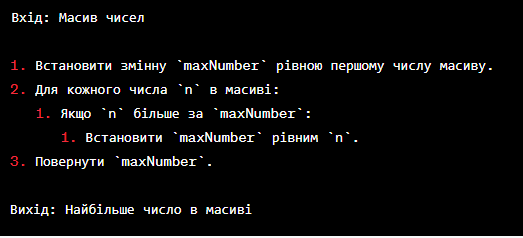 Вхід: Масив чисел
1. Встановити змінну `maxNumber` рівною першому числу масиву.
2. Для кожного числа `n` в масиві:
1. Якщо `n` більше за `maxNumber`:
1. Встановити `maxNumber` рівним `n`.
3. Повернути `maxNumber`.
Вихід: Найбільше число в масиві